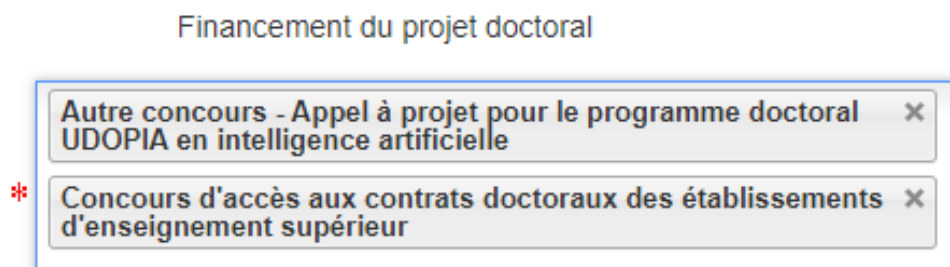 Financement du projet doctoral
Autre concours - Appel à projet pour le programme doctoral
UDOPIA en intelligence artificielle
Concours d'accès aux contrats doctoraux des établissements
d'enseignement supérieur